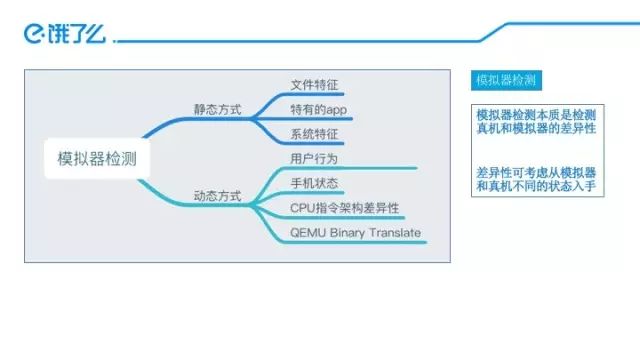 饿了么
模拟器检测
静态方式
文件特征
特有的app
系统特征
动态方式
用户行为
手机状态
CPU指令架构差异性
QEMU Binary Translate
模拟器检测
模拟器检测本质是检测
真机和模拟器的差异性
差异性可考虑从模拟器
和真机不同的状态入手